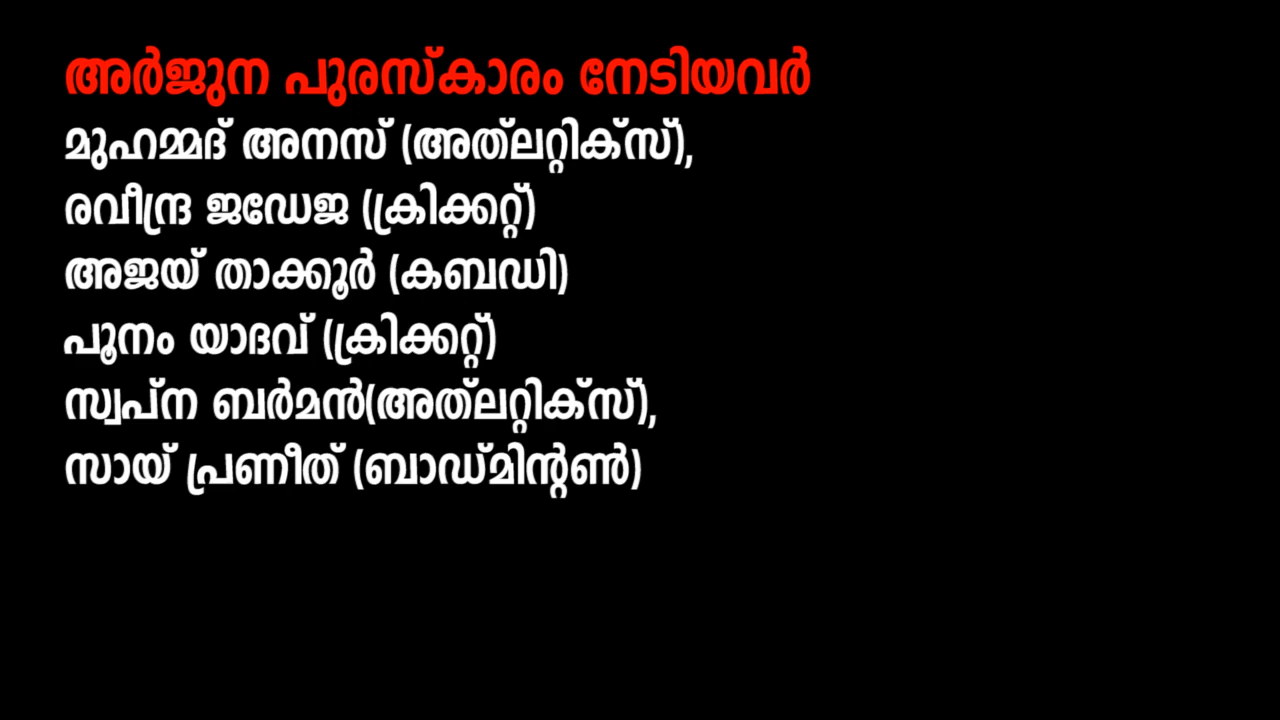 അർജുന പുരസ്കാരം നേടിയവർ
മുഹമ്മദ് അനസ് (അത്‌ലറ്റിക്സ്),
രവീന്ദ്ര ജഡേജ (ക്രിക്കറ്റ്)
അജയ് താക്കൂർ (കബഡി)
പൂനം യാദവ് (ക്രിക്കറ്റ്)
സ്വപ്ന ബർമൻ(അത്‌ലറ്റിക്സ്),
സായ് പ്രണീത് (ബാഡ്മിന്റൺ)